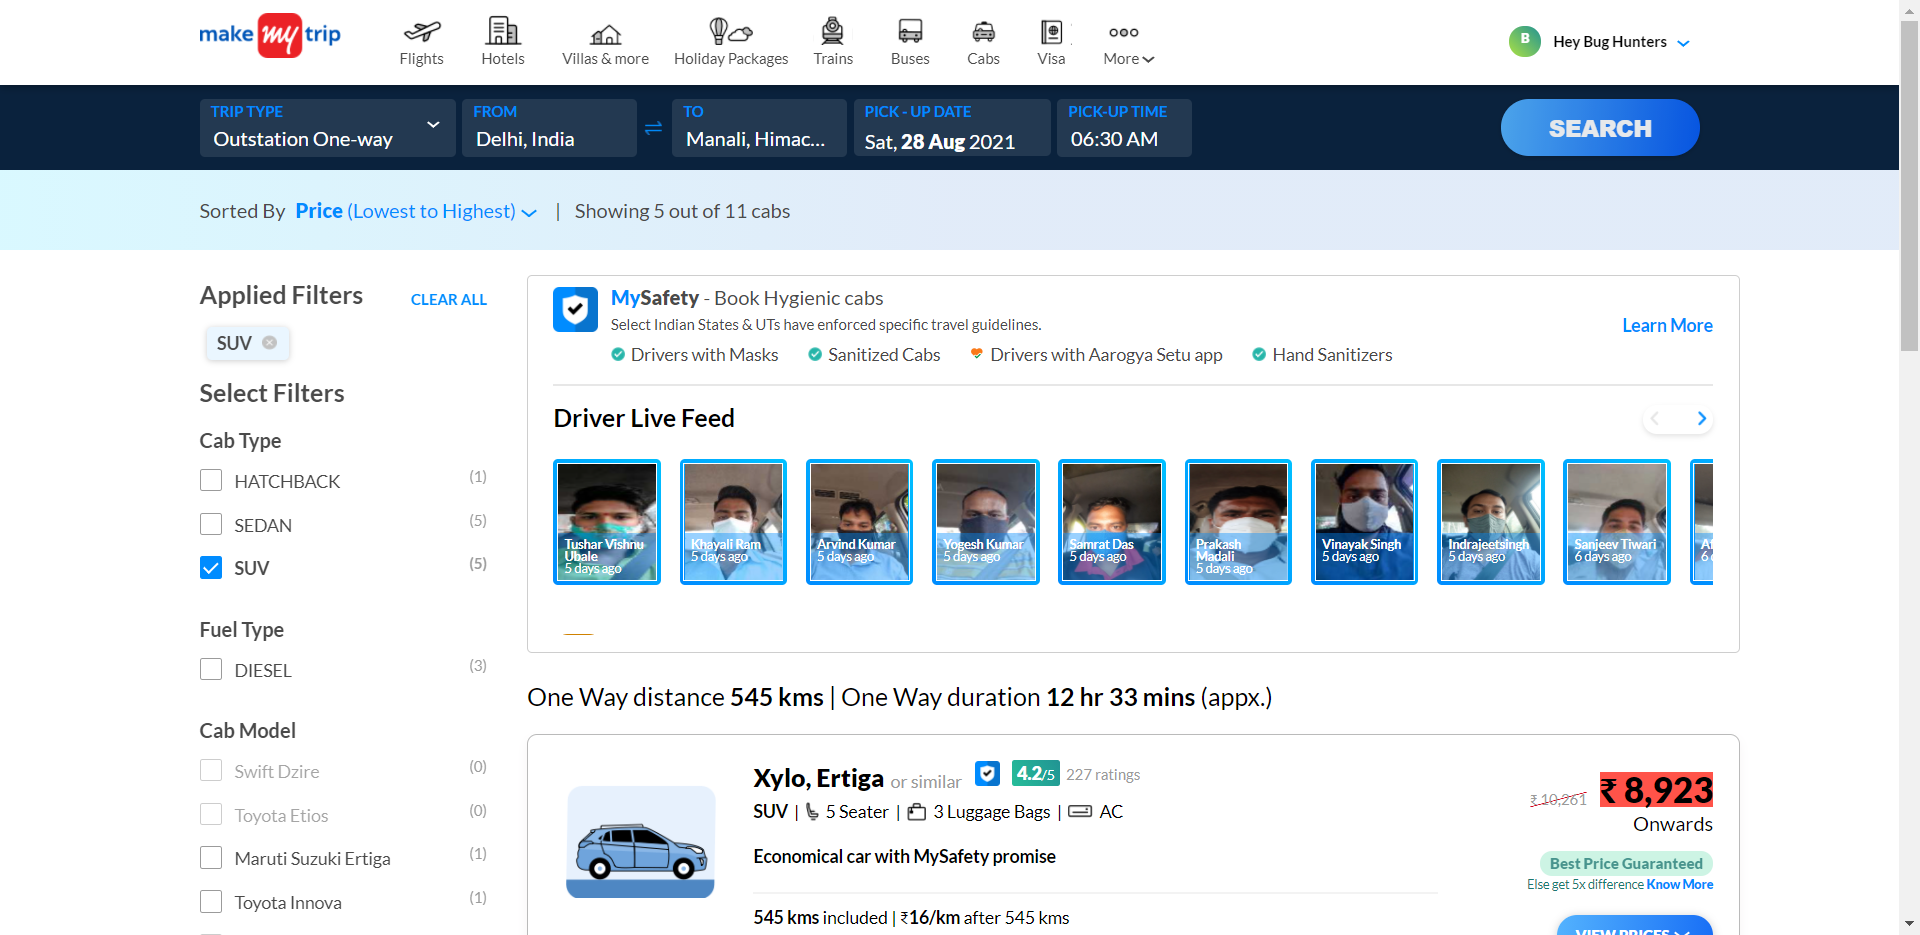 make my trip
Flights
Hotels
Villas & more
Holiday Packages
Trains
Buses
Cabs
Visa
More
B
Hey Bug Hunters
TRIP TYPE
Outstation One-way
FROM
Delhi, India
TO
Manali, Himac...
PICK - UP DATE
Sat, 28 Aug 2021
PICK-UP TIME
06:30 AM
SEARCH
Sorted By Price (Lowest to Highest) | Showing 5 out of 11 cabs
Applied Filters
CLEAR ALL
SUV
Select Filters
Cab Type
HATCHBACK (1)
SEDAN (5)
SUV (5)
Fuel Type
DIESEL (3)
Cab Model
Swift Dzire (0)
Toyota Etios (0)
Maruti Suzuki Ertiga (1)
Toyota Innova (1)
MySafety - Book Hygienic cabs
Select Indian States & UTs have enforced specific travel guidelines.
Drivers with Masks
Sanitized Cabs
Drivers with Aarogya Setu app
Hand Sanitizers
Learn More
Driver Live Feed
Tushar Vishnu
Ubale
5 days ago
Khayali Ram
5 days ago
Arvind Kumar
5 days ago
Yogesh Kumar
5 days ago
Samrat Das
5 days ago
Prakash
Madali
5 days ago
Vinayak Singh
5 days ago
Indrajeetsingh
5 days ago
Sanjeev Tiwari
6 days ago
One Way distance 545 kms | One Way duration 12 hr 33 mins (appx.)
Xylo, Ertiga or similar 4.2/5 227 ratings
SUV | 5 Seater | 3 Luggage Bags | AC
Economical car with MySafety promise
545 kms included | ₹16/km after 545 kms
₹ 10,261 ₹ 8,923
Onwards
Best Price Guaranteed
Else get 5x difference Know More
VIEW PRICES